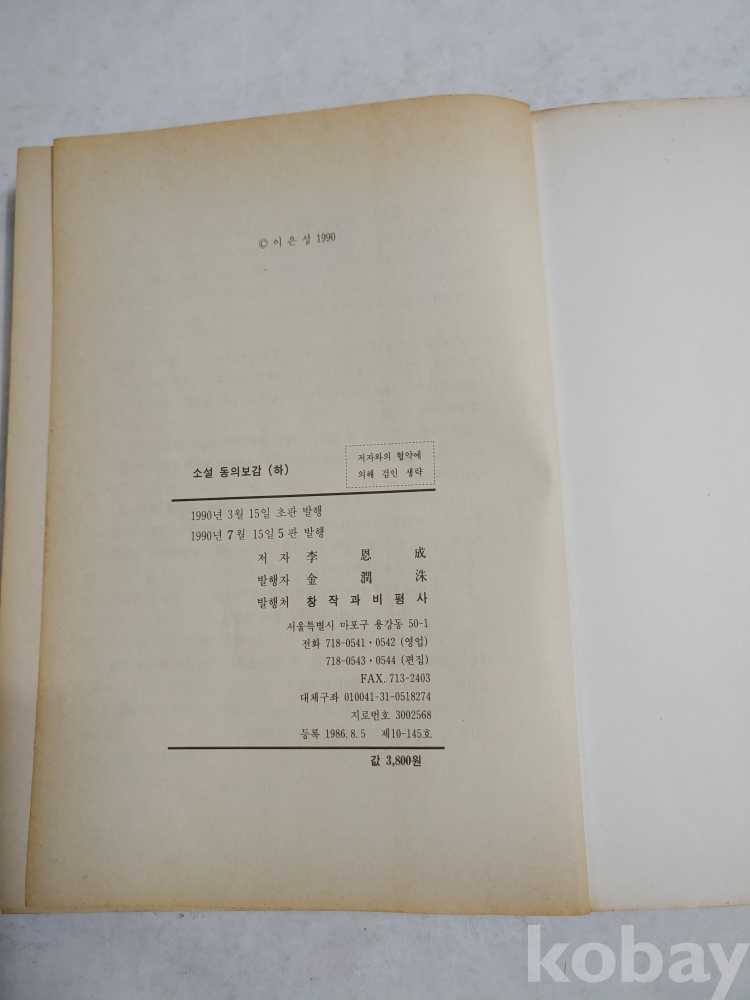 © 이 은 성 1990
소설 동의보감 (하)
저자와의 협약에
의해 검인 생략
1990년 3월 15일 초판 발행
1990년 7월 15일 5판 발행
저 자 李 恩 成
발행자 金 潤 洙
발행처 창 작 과 비 평 사
서울특별시 마포구 용강동 50-1
전화 718-0541・0542 (영업)
718-0543・0544 (편집)
FAX. 713-2403
대체구좌 010041-31-0518274
지로번호 3002568
등록 1986.8.5 제10-145호
값 3,800원
kobay